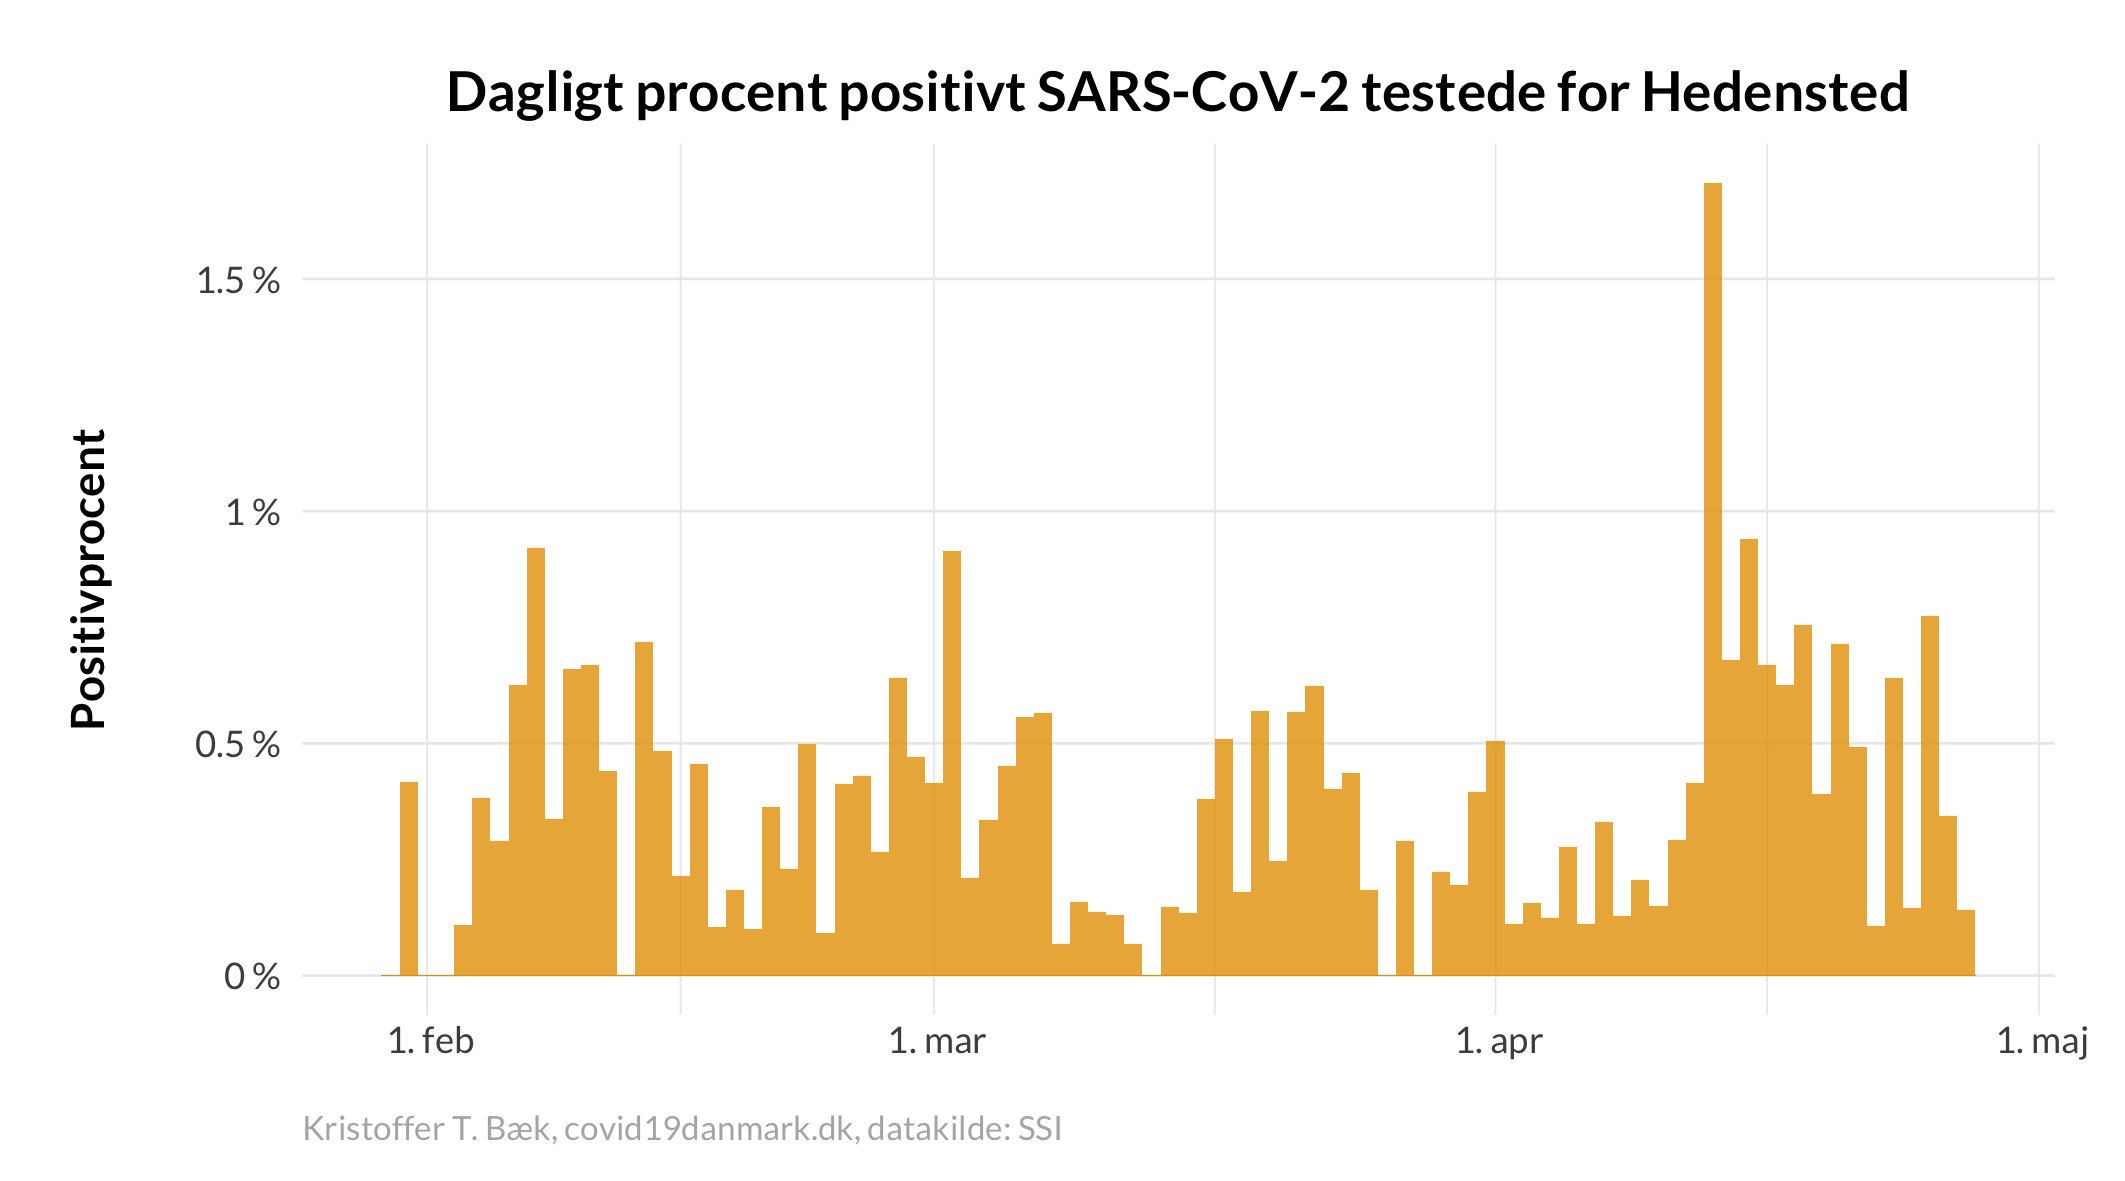 Dagligt procent positivt SARS-CoV-2 testede for Hedensted
Positivprocent
1.5 %
1 %
0.5 %
0 %
1. feb
1. mar
1. apr
1. maj
Kristoffer T. Bæk, covid19danmark.dk, datakilde: SSI